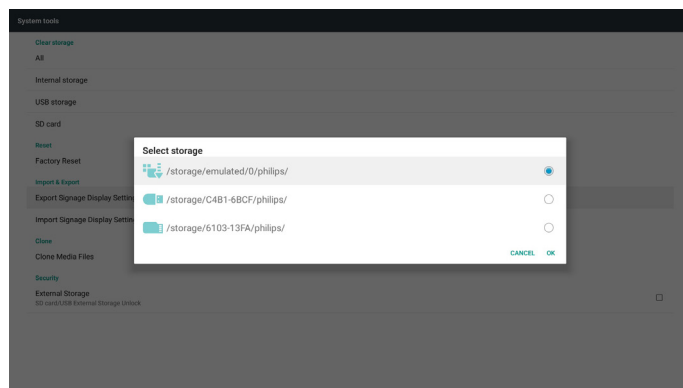 System tools
Clear storage
All
Internal storage
USB storage
SD card
Reset
Factory Reset
Import & Export
Export Signage Display Settin
Import Signage Display Settin
Clone
Clone Media Files
Security
External Storage
SD card/USB External Storage Unlock
Select storage
/storage/emulated/0/philips/
/storage/C4B1-6BCF/philips/
/storage/6103-13FA/philips/
CANCEL OK